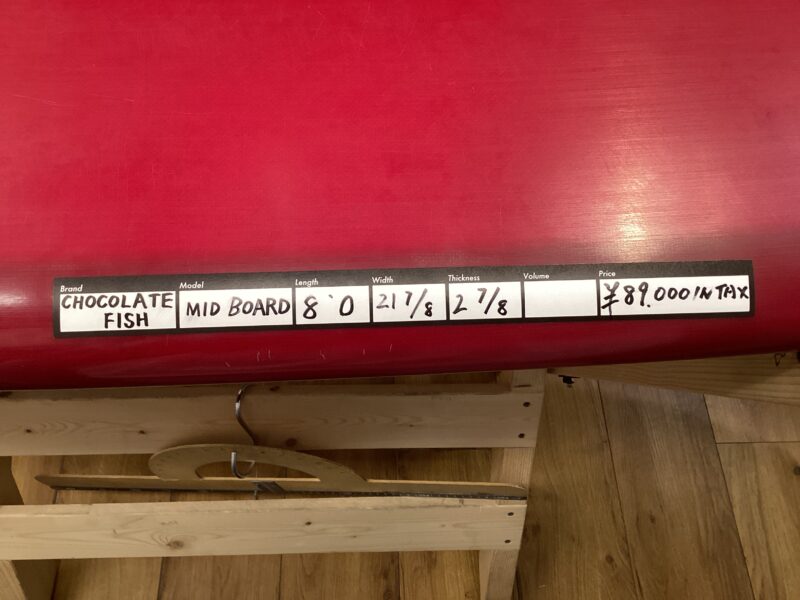 Brand
CHOCOLATE
FISH
Model
MID BOARD
Length
8'0
Width
21 7/8
Thickness
2 7/8
Volume
Price
¥89.000 IN TAX